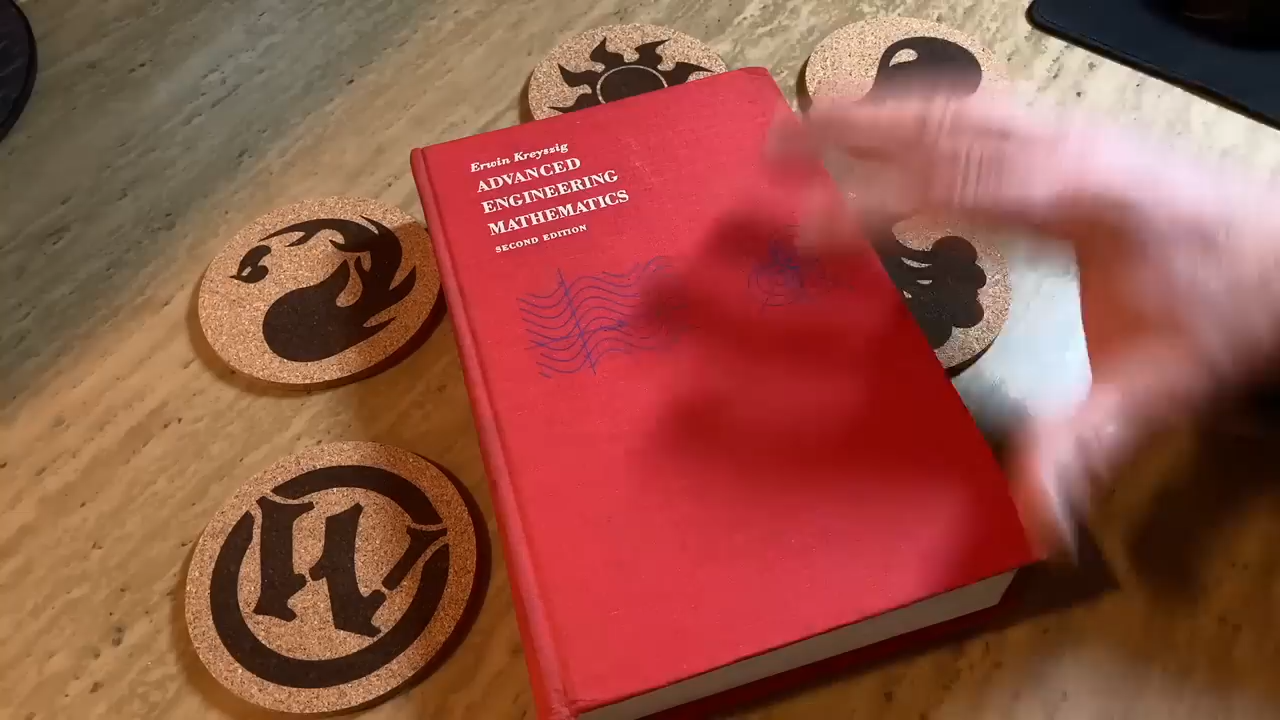 Erwin Kreyszig
ADVANCED
ENGINEERING
MATHEMATICS
SECOND EDITION